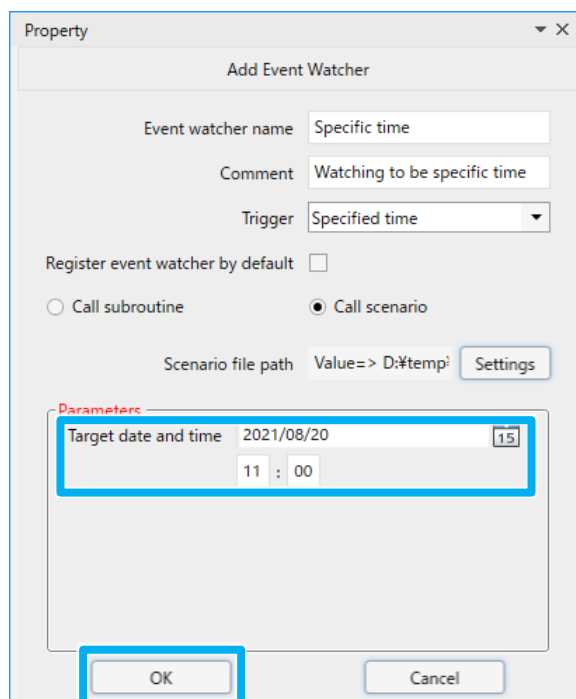 Property
Add Event Watcher
Event watcher name Specific time
Comment Watching to be specific time
Trigger Specified time
Register event watcher by default
Call subroutine Call scenario
Scenario file path Value=> D:¥temp Settings
Parameters
Target date and time 2021/08/20 15
11 : 00
OK Cancel